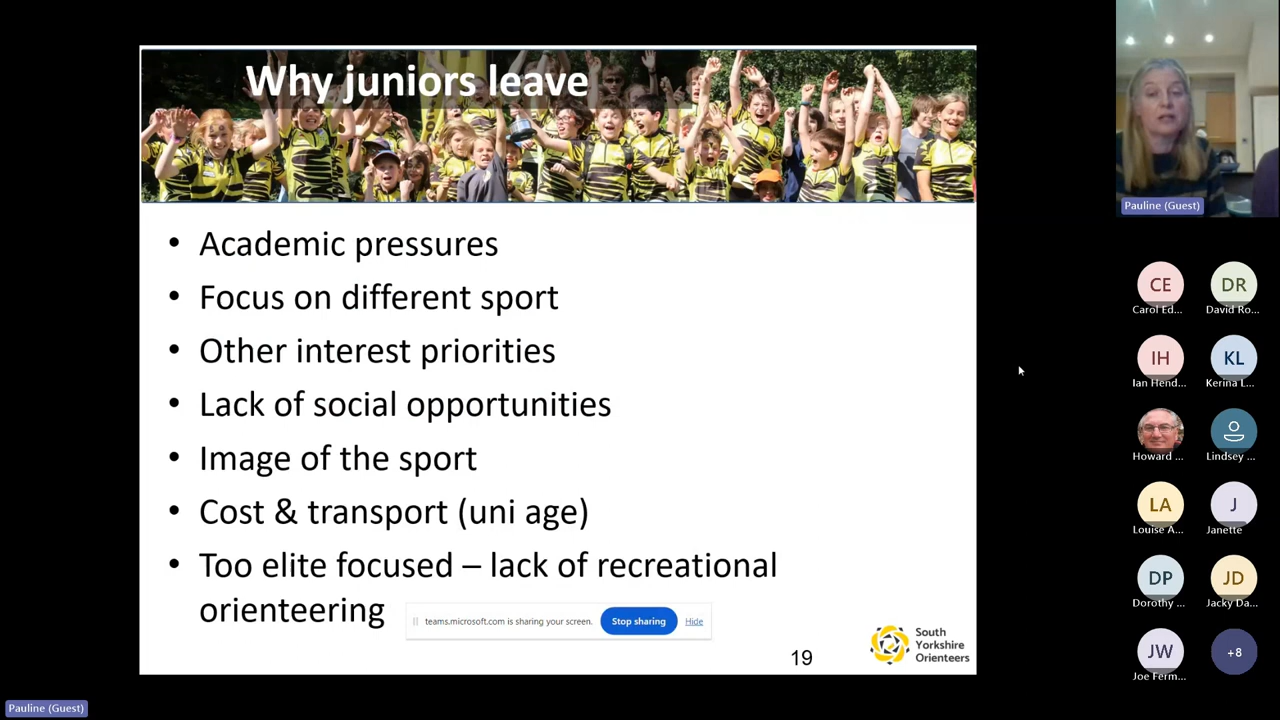 Why juniors leave
• Academic pressures
• Focus on different sport
• Other interest priorities
• Lack of social opportunities
• Image of the sport
• Cost & transport (uni age)
• Too elite focused – lack of recreational
orienteering
teams.microsoft.com is sharing your screen.
Stop sharing
Hide
19
South
Yorkshire
Orienteers
Pauline (Guest)
CE
Carol Ed...
DR
David Ro...
IH
Ian Hend...
KL
Kerina L...
Howard ...
Lindsey ...
LA
Louise A...
J
Janette
DP
Dorothy ...
JD
Jacky Da...
JW
Joe Ferm...
+8
Pauline (Guest)